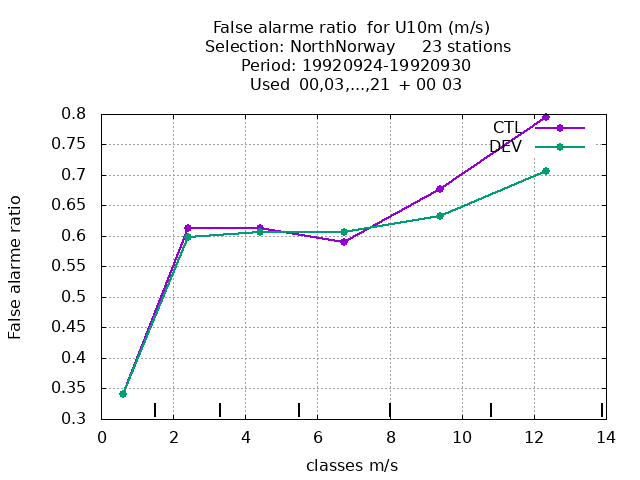 False alarme ratio for U10m (m/s)
Selection: NorthNorway 23 stations
Period: 19920924-19920930
Used 00,03,...,21 + 00 03
CTL
DEV
0.8
0.75
0.7
0.65
0.6
0.55
0.5
0.45
0.4
0.35
0.3
False alarme ratio
0 2 4 6 8 10 12 14
classes m/s